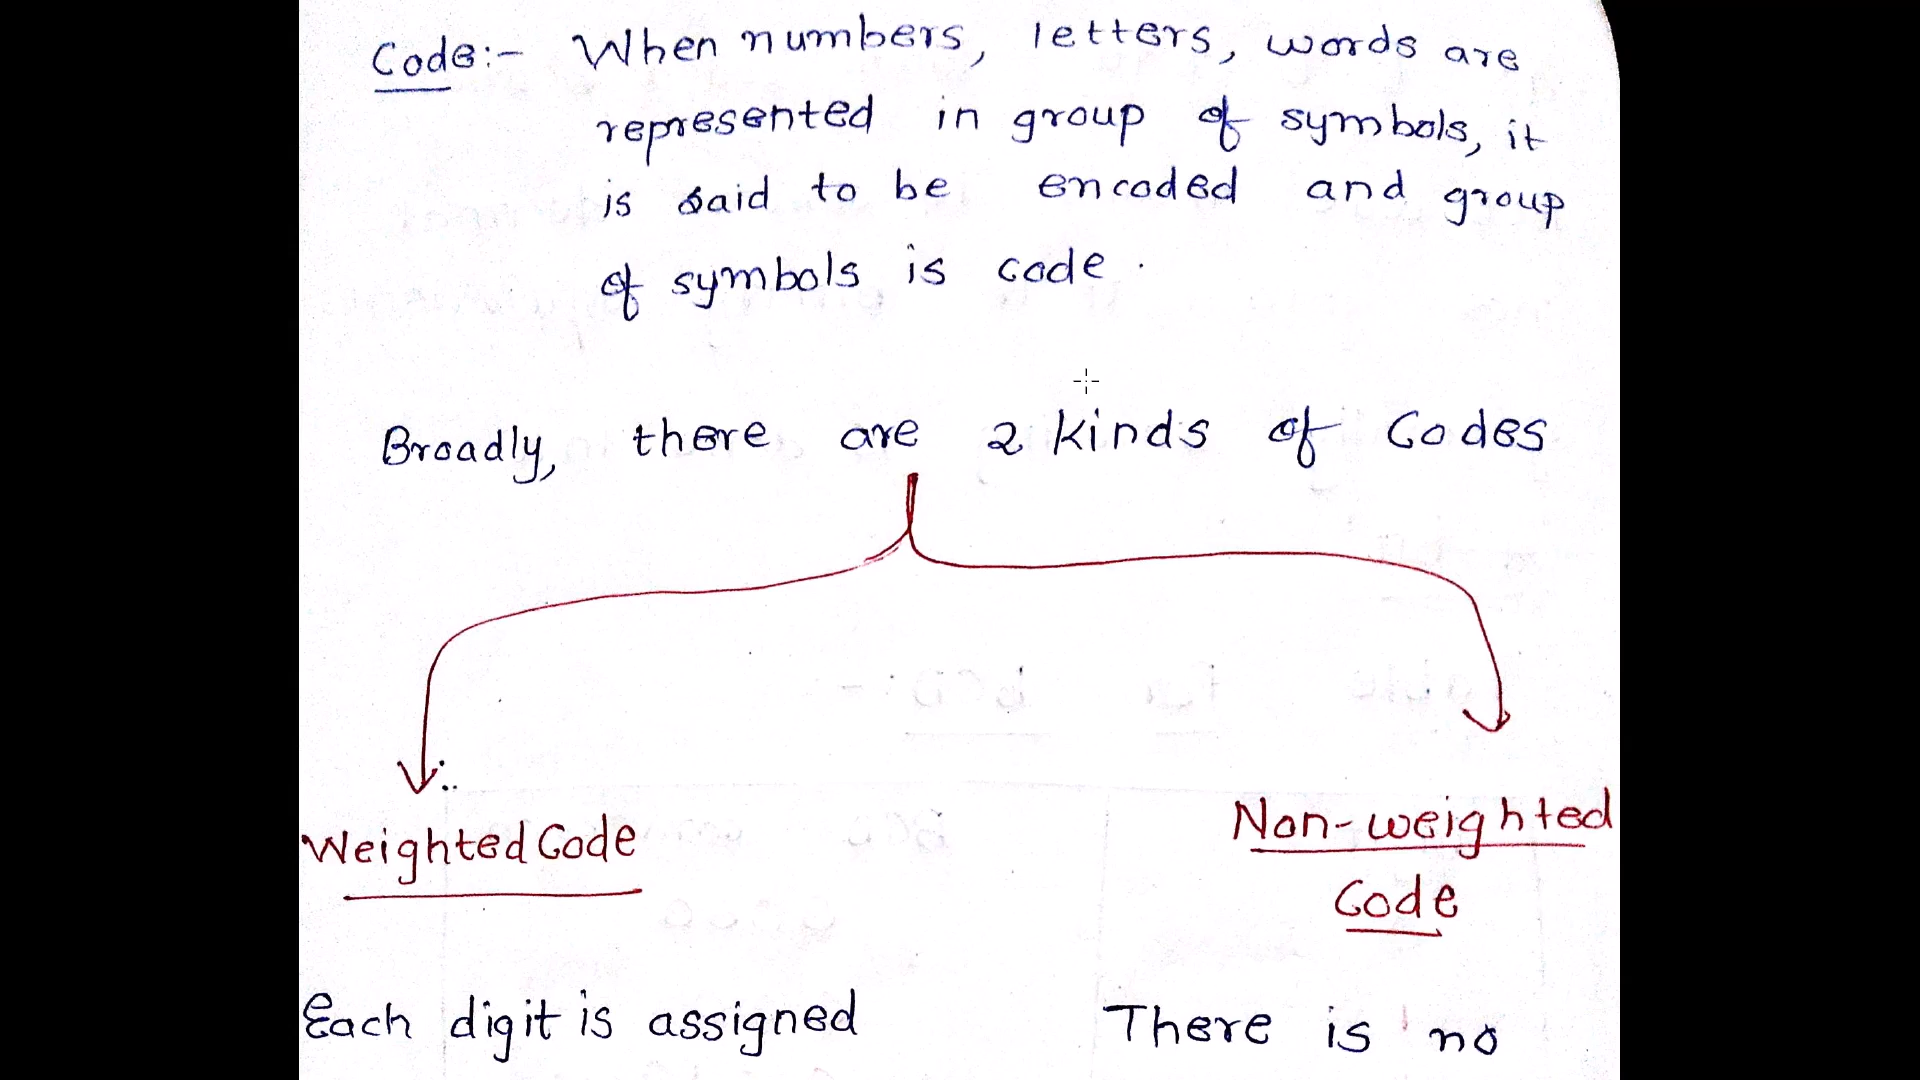 Code:- When numbers, letters, words are
represented in group of symbols, it
is said to be encoded and group
of symbols is code.
Broadly, there are 2 kinds of Codes
Weighted Code
Non-weighted
Code
Each digit is assigned
There is no